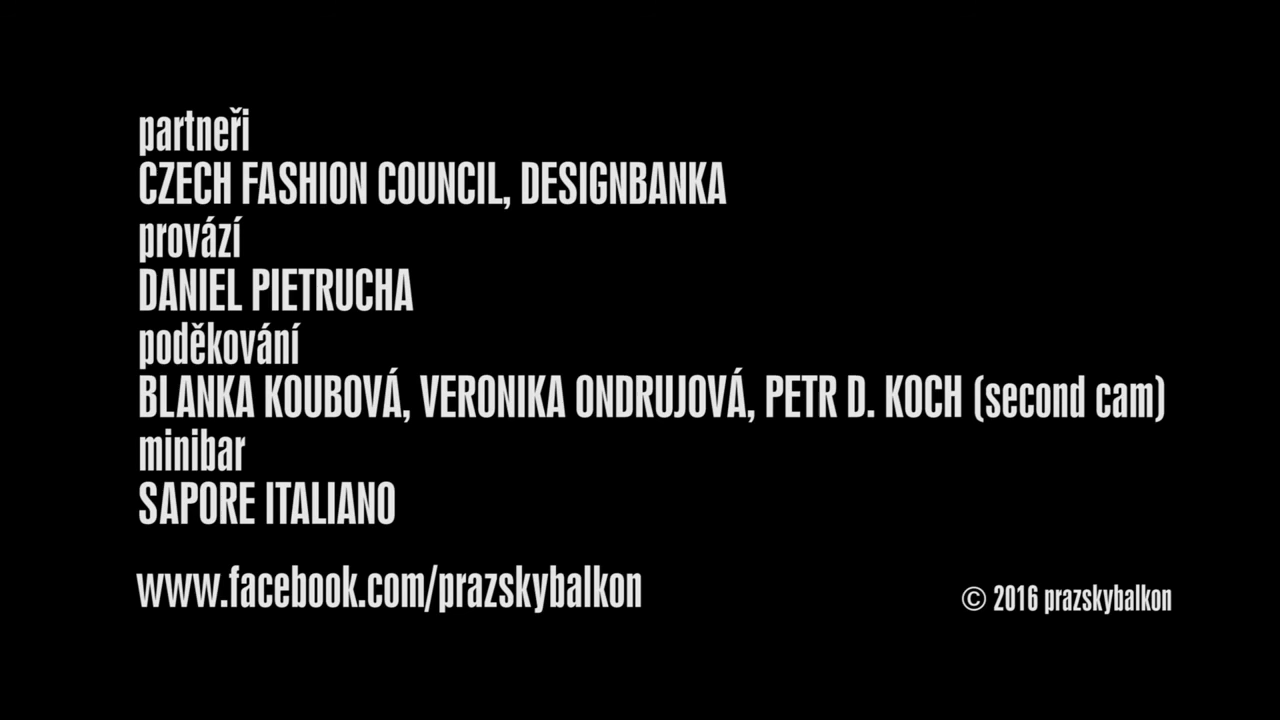 partneři
CZECH FASHION COUNCIL, DESIGNBANKA
provází
DANIEL PIETRUCHA
poděkování
BLANKA KOUBOVÁ, VERONIKA ONDRUJOVÁ, PETR D. KOCH (second cam)
minibar
SAPORE ITALIANO
www.facebook.com/prazskybalkon
© 2016 prazskybalkon